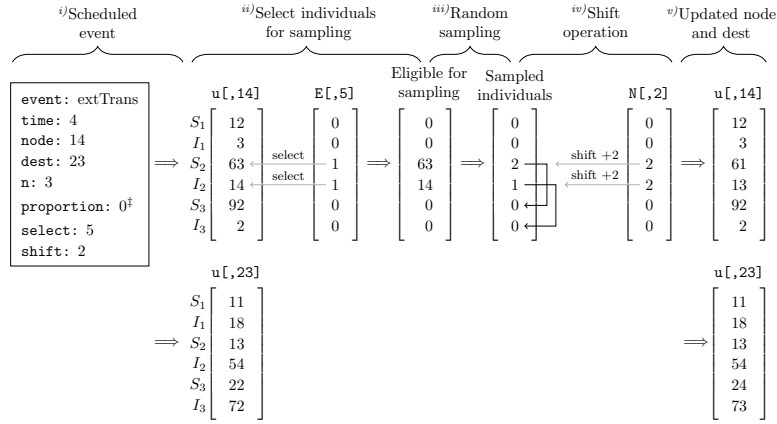 i)Scheduled event
ii)Select individuals for sampling
iii)Random sampling
iv)Shift operation
v)Updated node and dest
event: extTrans
time: 4
node: 14
dest: 23
n: 3
proportion: 0‡
select: 5
shift: 2
u[,14] E[,5] Eligible for sampling Sampled individuals N[,2] u[,14]
S1 12 0 0 0 0 12
I1 3 0 0 0 0 3
S2 63 select 1 63 2 shift +2 2 61
I2 14 select 1 14 1 shift +2 2 13
S3 92 0 0 0 0 92
I3 2 0 0 0 0 2
u[,23] u[,23]
S1 11 11
I1 18 18
S2 13 13
I2 54 54
S3 22 24
I3 72 73